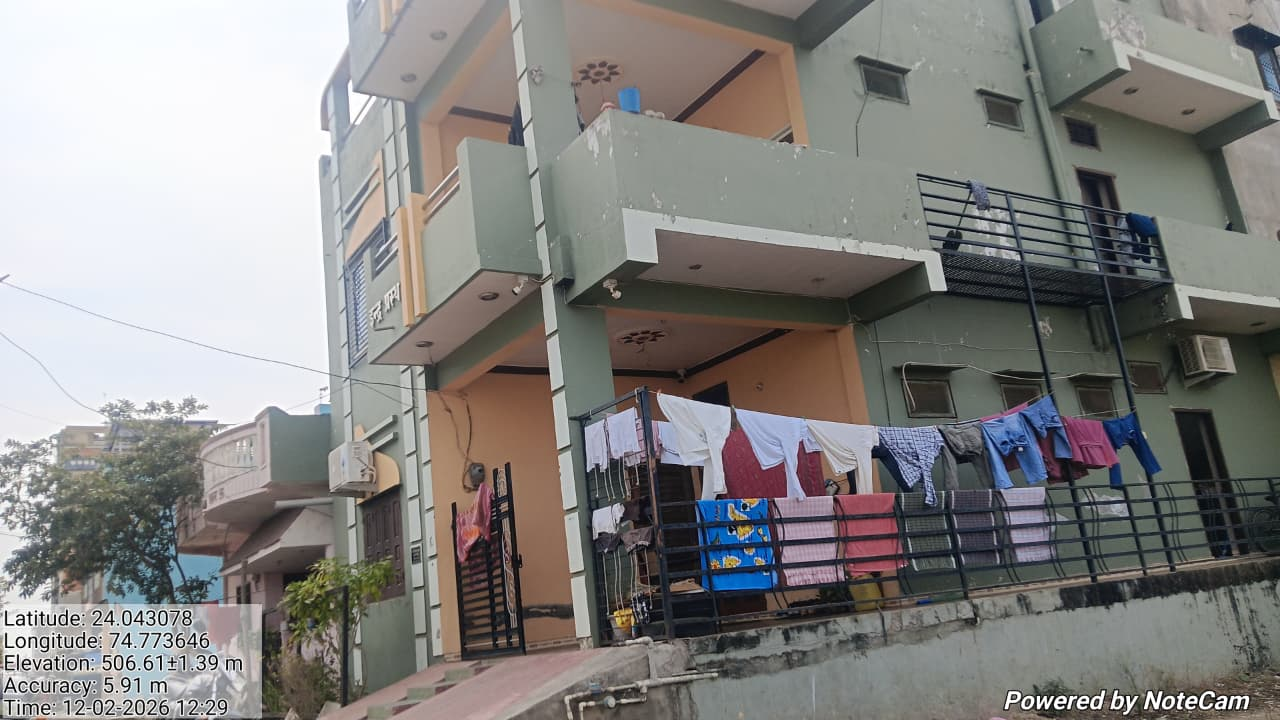 Latitude: 24.043078
Longitude: 74.773646
Elevation: 506.61±1.39 m
Accuracy: 5.91 m
Time: 12-02-2026 12:29
Powered by NoteCam